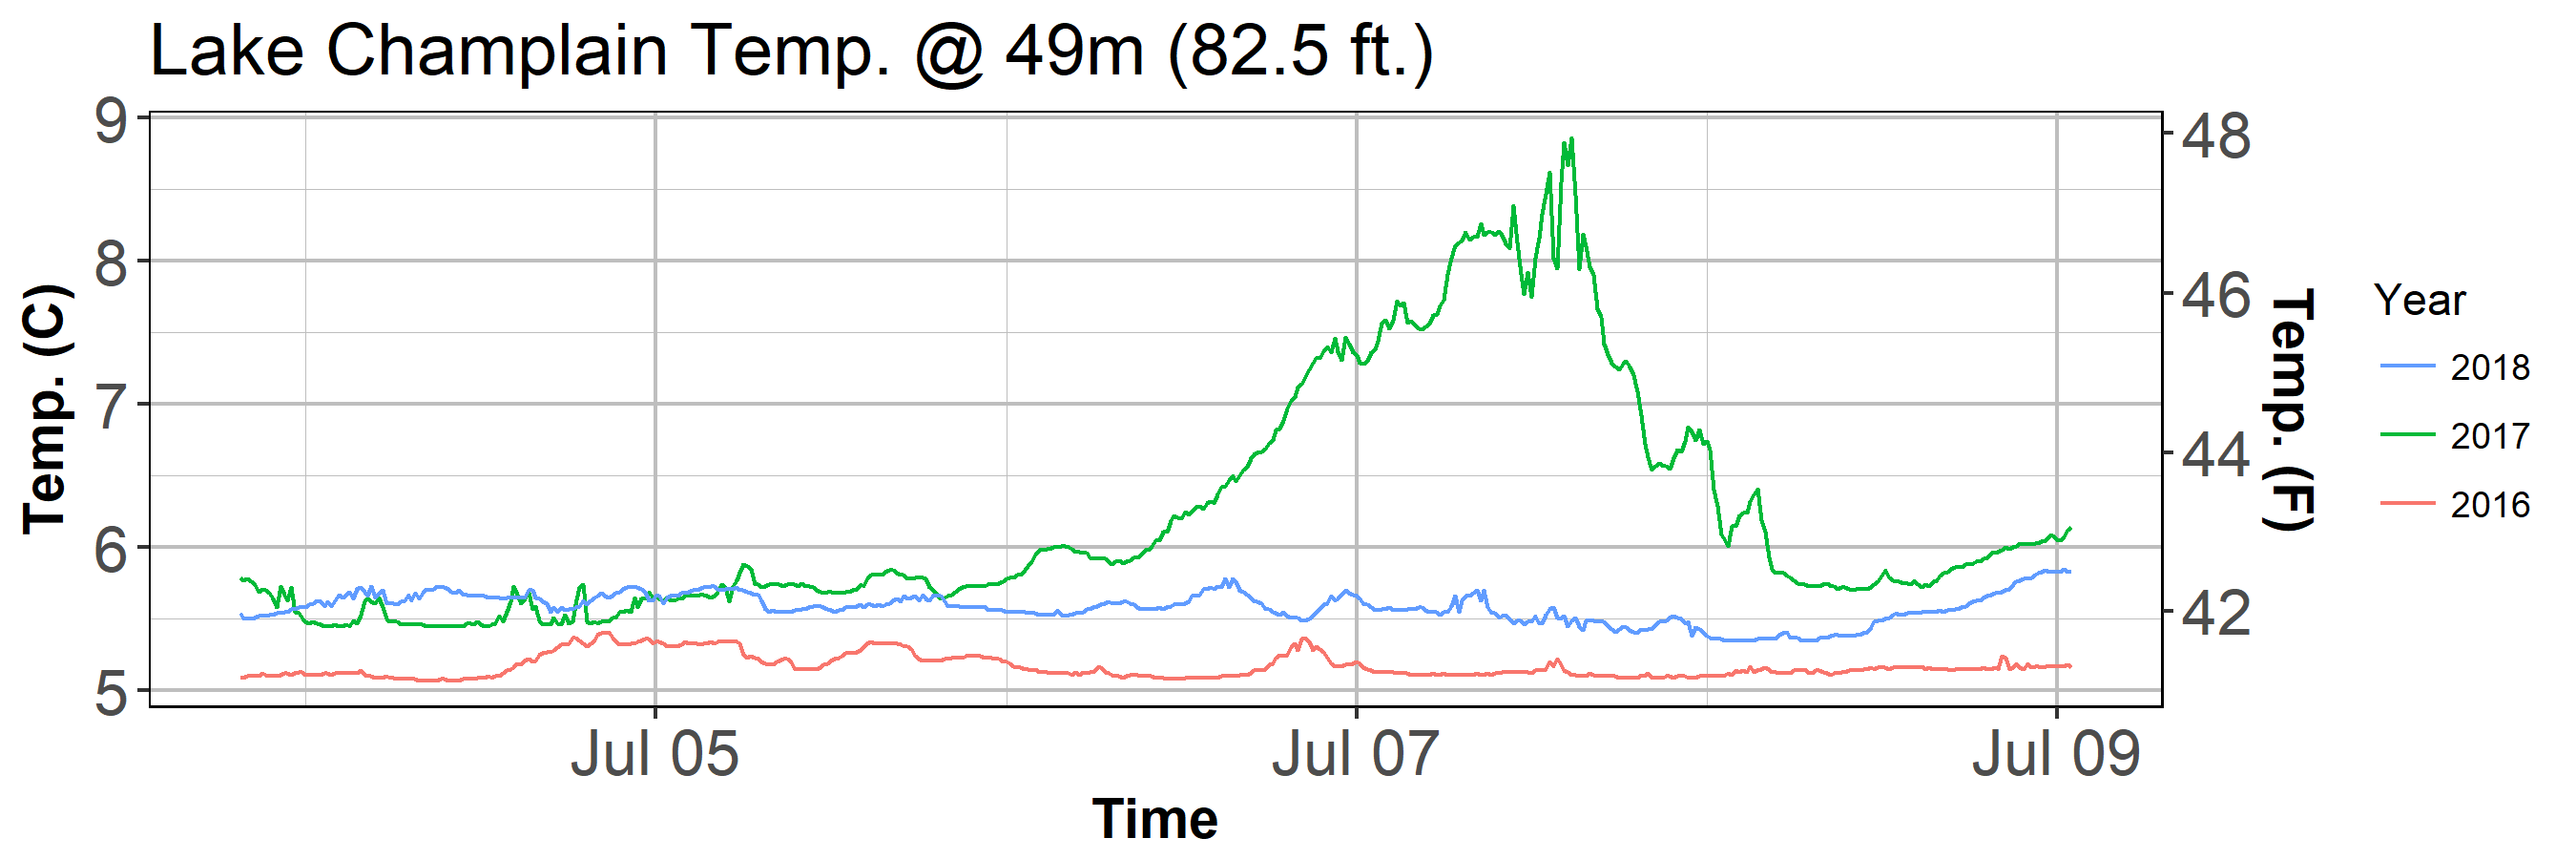 Lake Champlain Temp. @ 49m (82.5 ft.)
9
8
7
6
5
Temp. (C)
48
46
44
42
Temp. (F)
Jul 05
Jul 07
Jul 09
Time
Year
2018
2017
2016